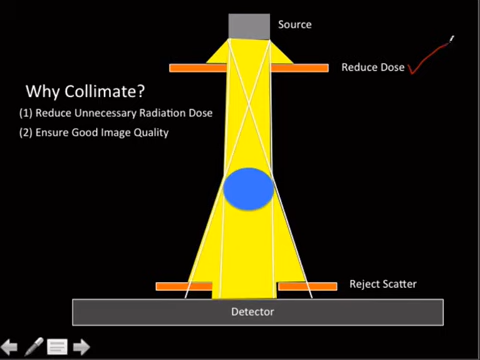 Source
Reduce Dose
Why Collimate?
(1) Reduce Unnecessary Radiation Dose
(2) Ensure Good Image Quality
Reject Scatter
Detector